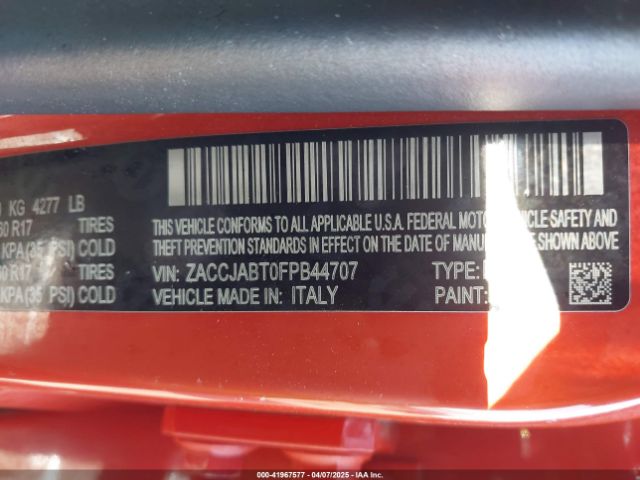 KG 4277 LB
60 R17 TIRES
KPA(35 PSI) COLD
60 R17 TIRES
KPA(35 PSI) COLD
THIS VEHICLE CONFORMS TO ALL APPLICABLE U.S.A. FEDERAL MOTOR VEHICLE SAFETY AND
THEFT PREVENTION STANDARDS IN EFFECT ON THE DATE OF MANUFACTURE SHOWN ABOVE
VIN: ZACCJABT0FPB44707 TYPE:
VEHICLE MADE IN: ITALY PAINT:
000-41967577 - 04/07/2025 - IAA Inc.